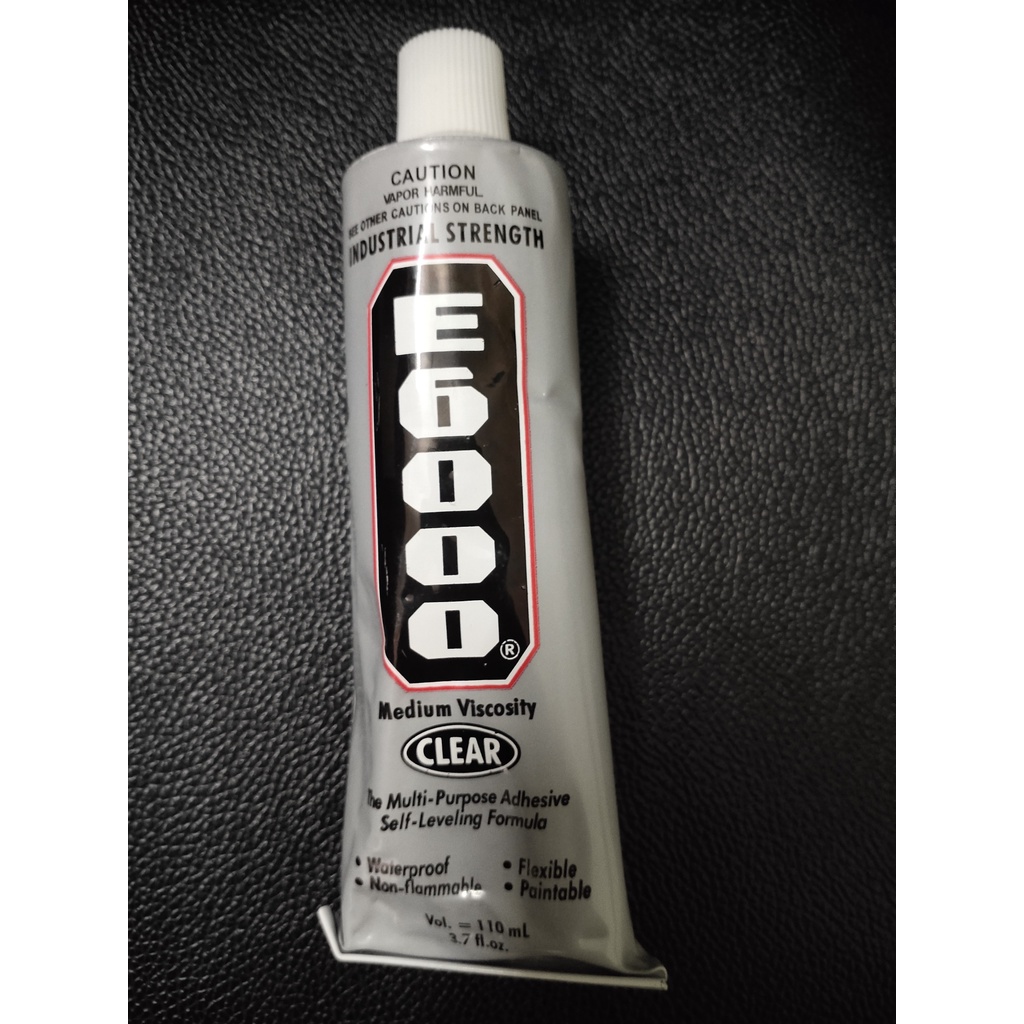 CAUTION
VAPOR HARMFUL
SEE OTHER CAUTIONS ON BACK PANEL
INDUSTRIAL STRENGTH
E6000®
Medium Viscosity
CLEAR
The Multi-Purpose Adhesive
Self-Leveling Formula
• Waterproof • Flexible
• Non-flammable • Paintable
Vol. = 110 mL
3.7 fl.oz.